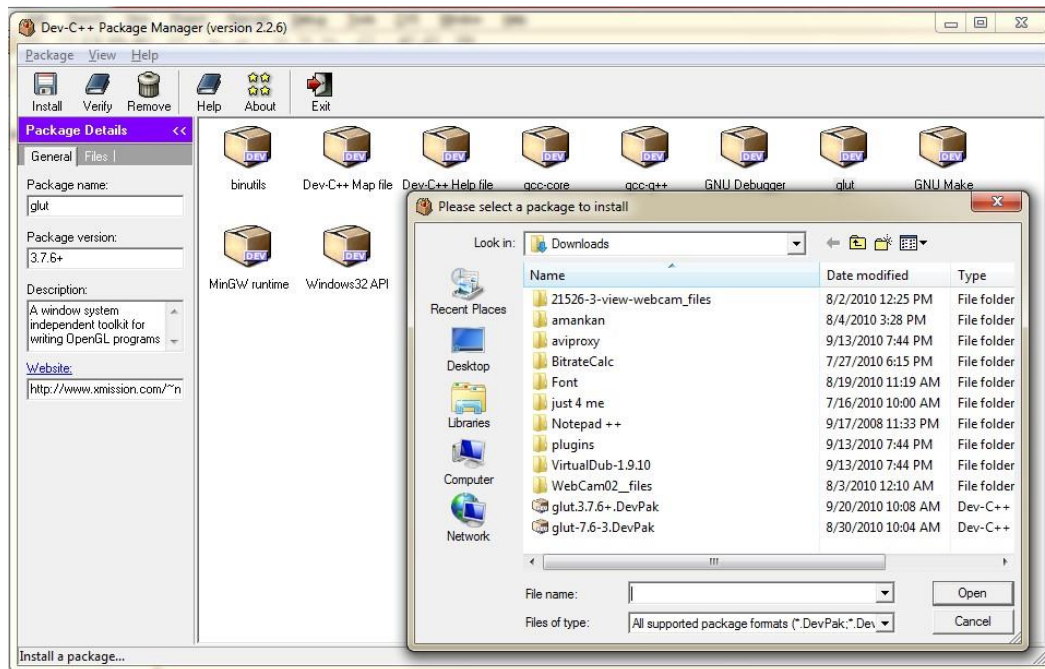 Dev-C++ Package Manager (version 2.2.6)
Package View Help
Install Verify Remove Help About Exit
Package Details <<
General Files
Package name:
glut
Package version:
3.7.6+
Description:
A window system
independent toolkit for
writing OpenGL programs
Website:
http://www.xmission.com/~n
binutils Dev-C++ Map file Dev-C++ Help file gcc-core gcc-g++ GNU Debugger glut GNU Make
MinGW runtime Windows32 API
Please select a package to install
Look in: Downloads
Recent Places
Desktop
Libraries
Computer
Network
Name Date modified Type
21526-3-view-webcam_files 8/2/2010 12:25 PM File folder
amankan 8/4/2010 3:28 PM File folder
aviproxy 9/13/2010 7:44 PM File folder
BitrateCalc 7/27/2010 6:15 PM File folder
Font 8/19/2010 11:19 AM File folder
just 4 me 7/16/2010 10:00 AM File folder
Notepad ++ 9/17/2008 11:33 PM File folder
plugins 9/13/2010 7:44 PM File folder
VirtualDub-1.9.10 9/13/2010 7:44 PM File folder
WebCam02__files 8/3/2010 12:10 AM File folder
glut.3.7.6+.DevPak 9/20/2010 10:08 AM Dev-C++
glut-7.6-3.DevPak 8/30/2010 10:04 AM Dev-C++
File name: Open
Files of type: All supported package formats (*.DevPak;*.Dev Cancel
Install a package...